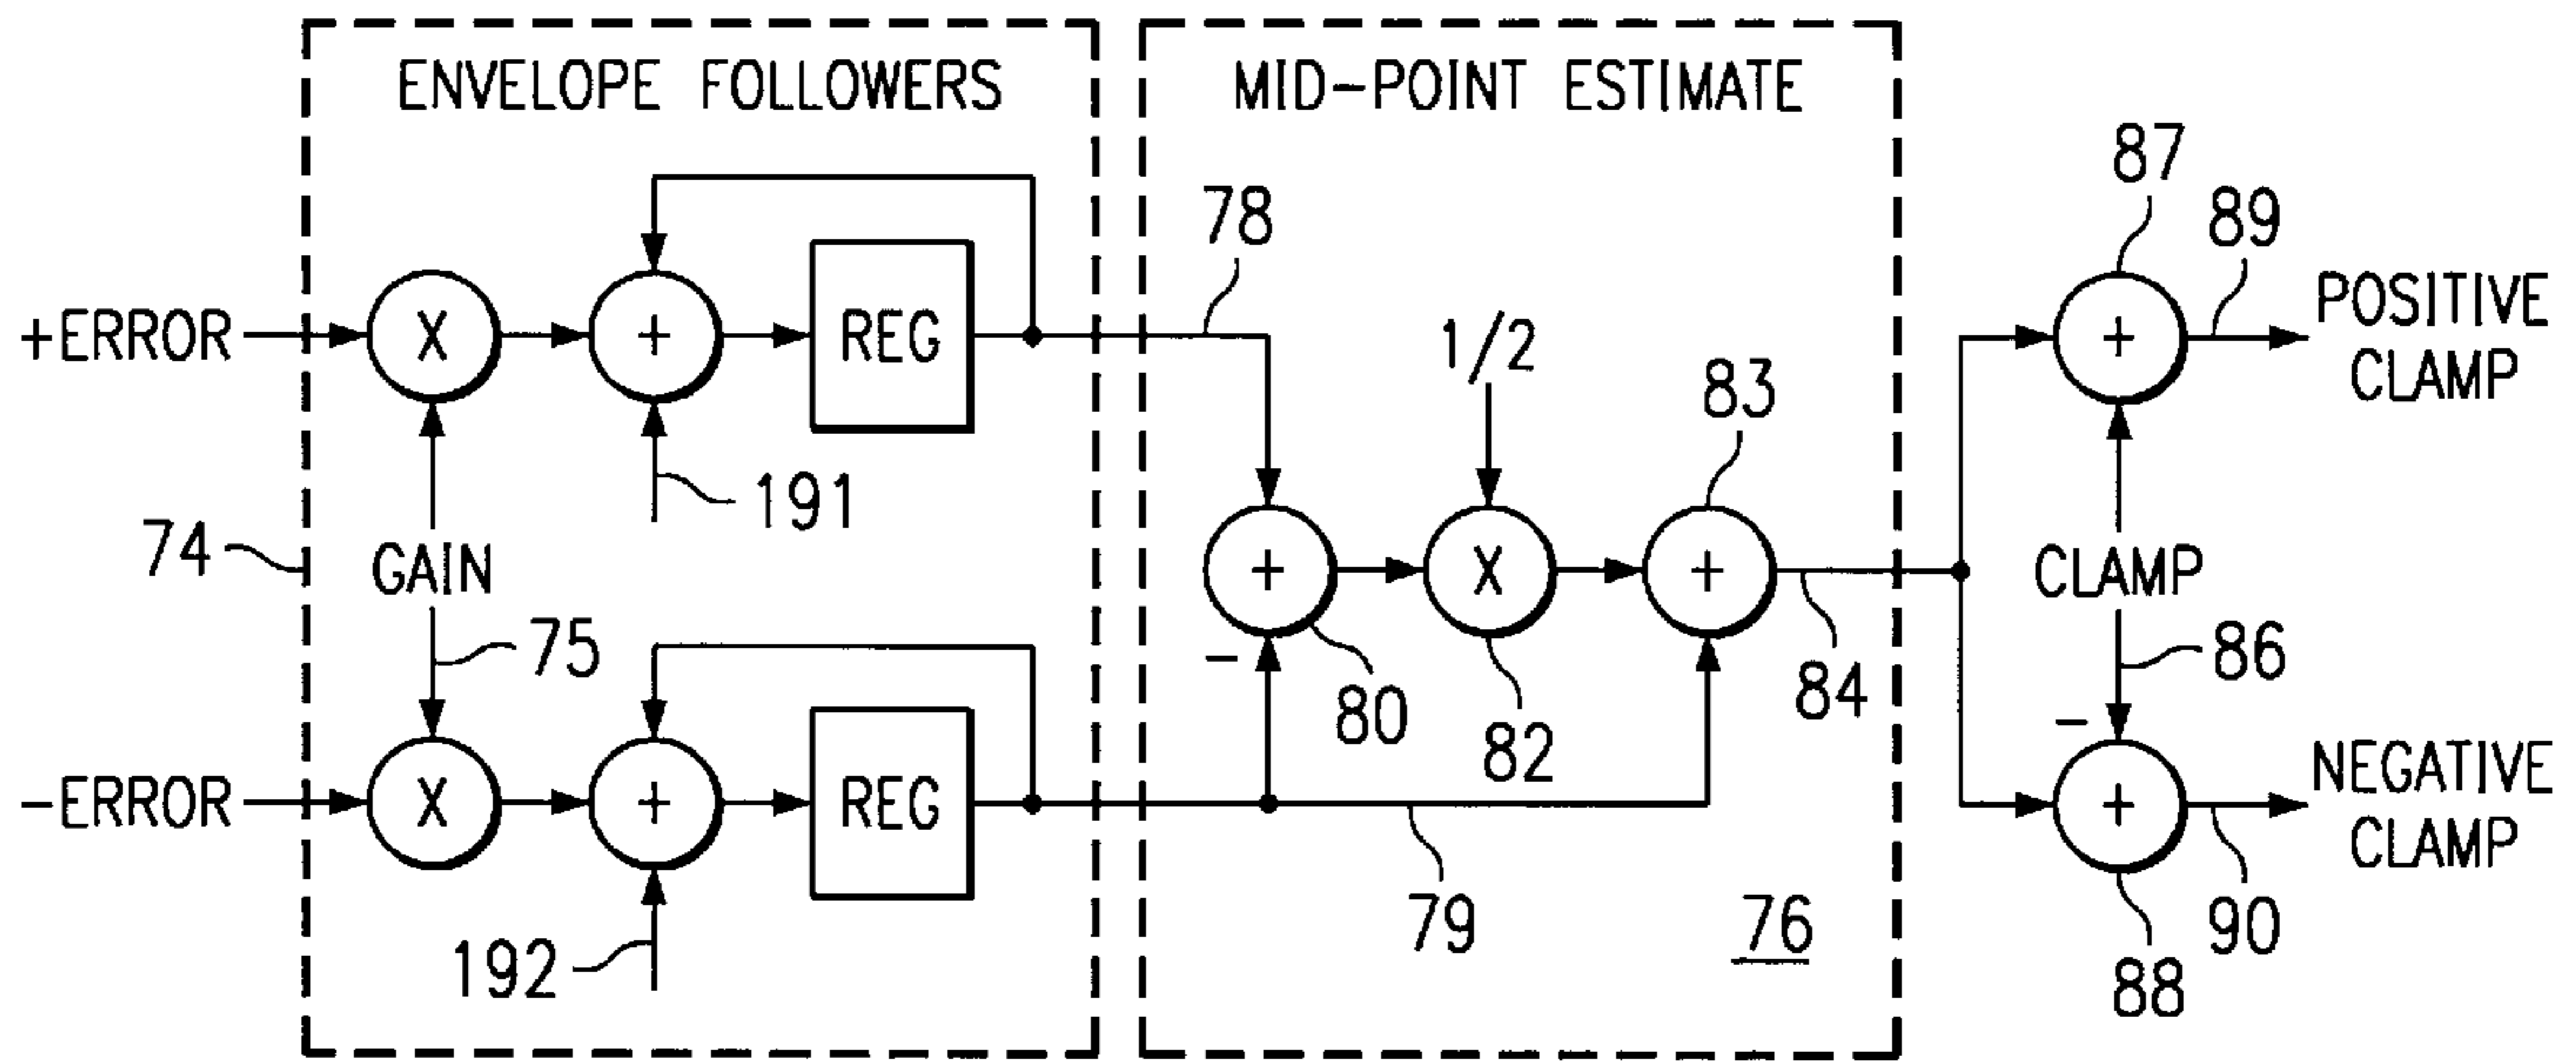 ENVELOPE FOLLOWERS
MID-POINT ESTIMATE
87
78
89
+ERROR
X
+
REG
1/2
+
POSITIVE
CLAMP
83
191
74
GAIN
+
X
+
CLAMP
75
-
80
84
86
-
82
-ERROR
X
+
REG
+
NEGATIVE
CLAMP
192
79
76
90
88